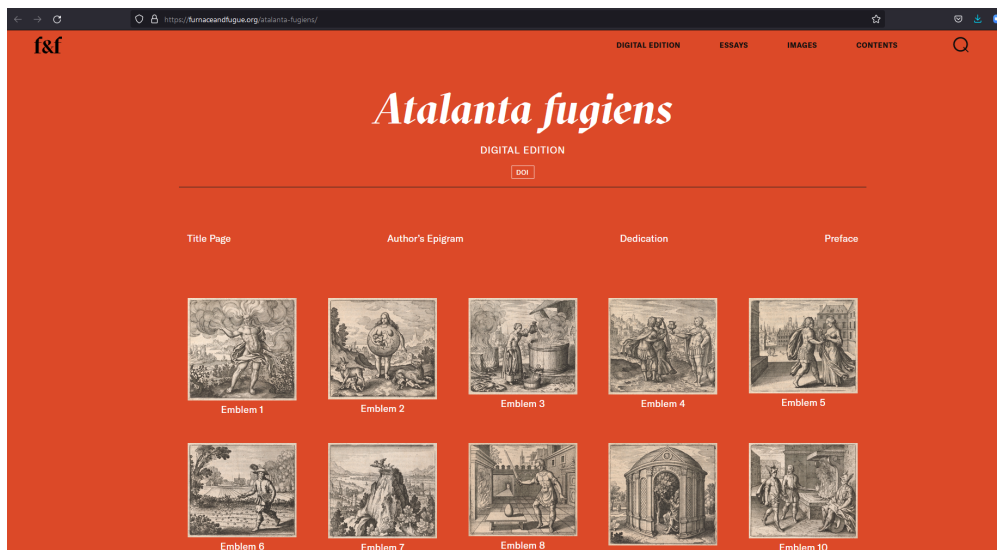 https://furnaceandfugue.org/atalanta-fugiens/
f&f
DIGITAL EDITION ESSAYS IMAGES CONTENTS
Atalanta fugiens
DIGITAL EDITION
DOI
Title Page Author's Epigram Dedication Preface
Emblem 1 Emblem 2 Emblem 3 Emblem 4 Emblem 5
Emblem 6 Emblem 7 Emblem 8 Emblem 10